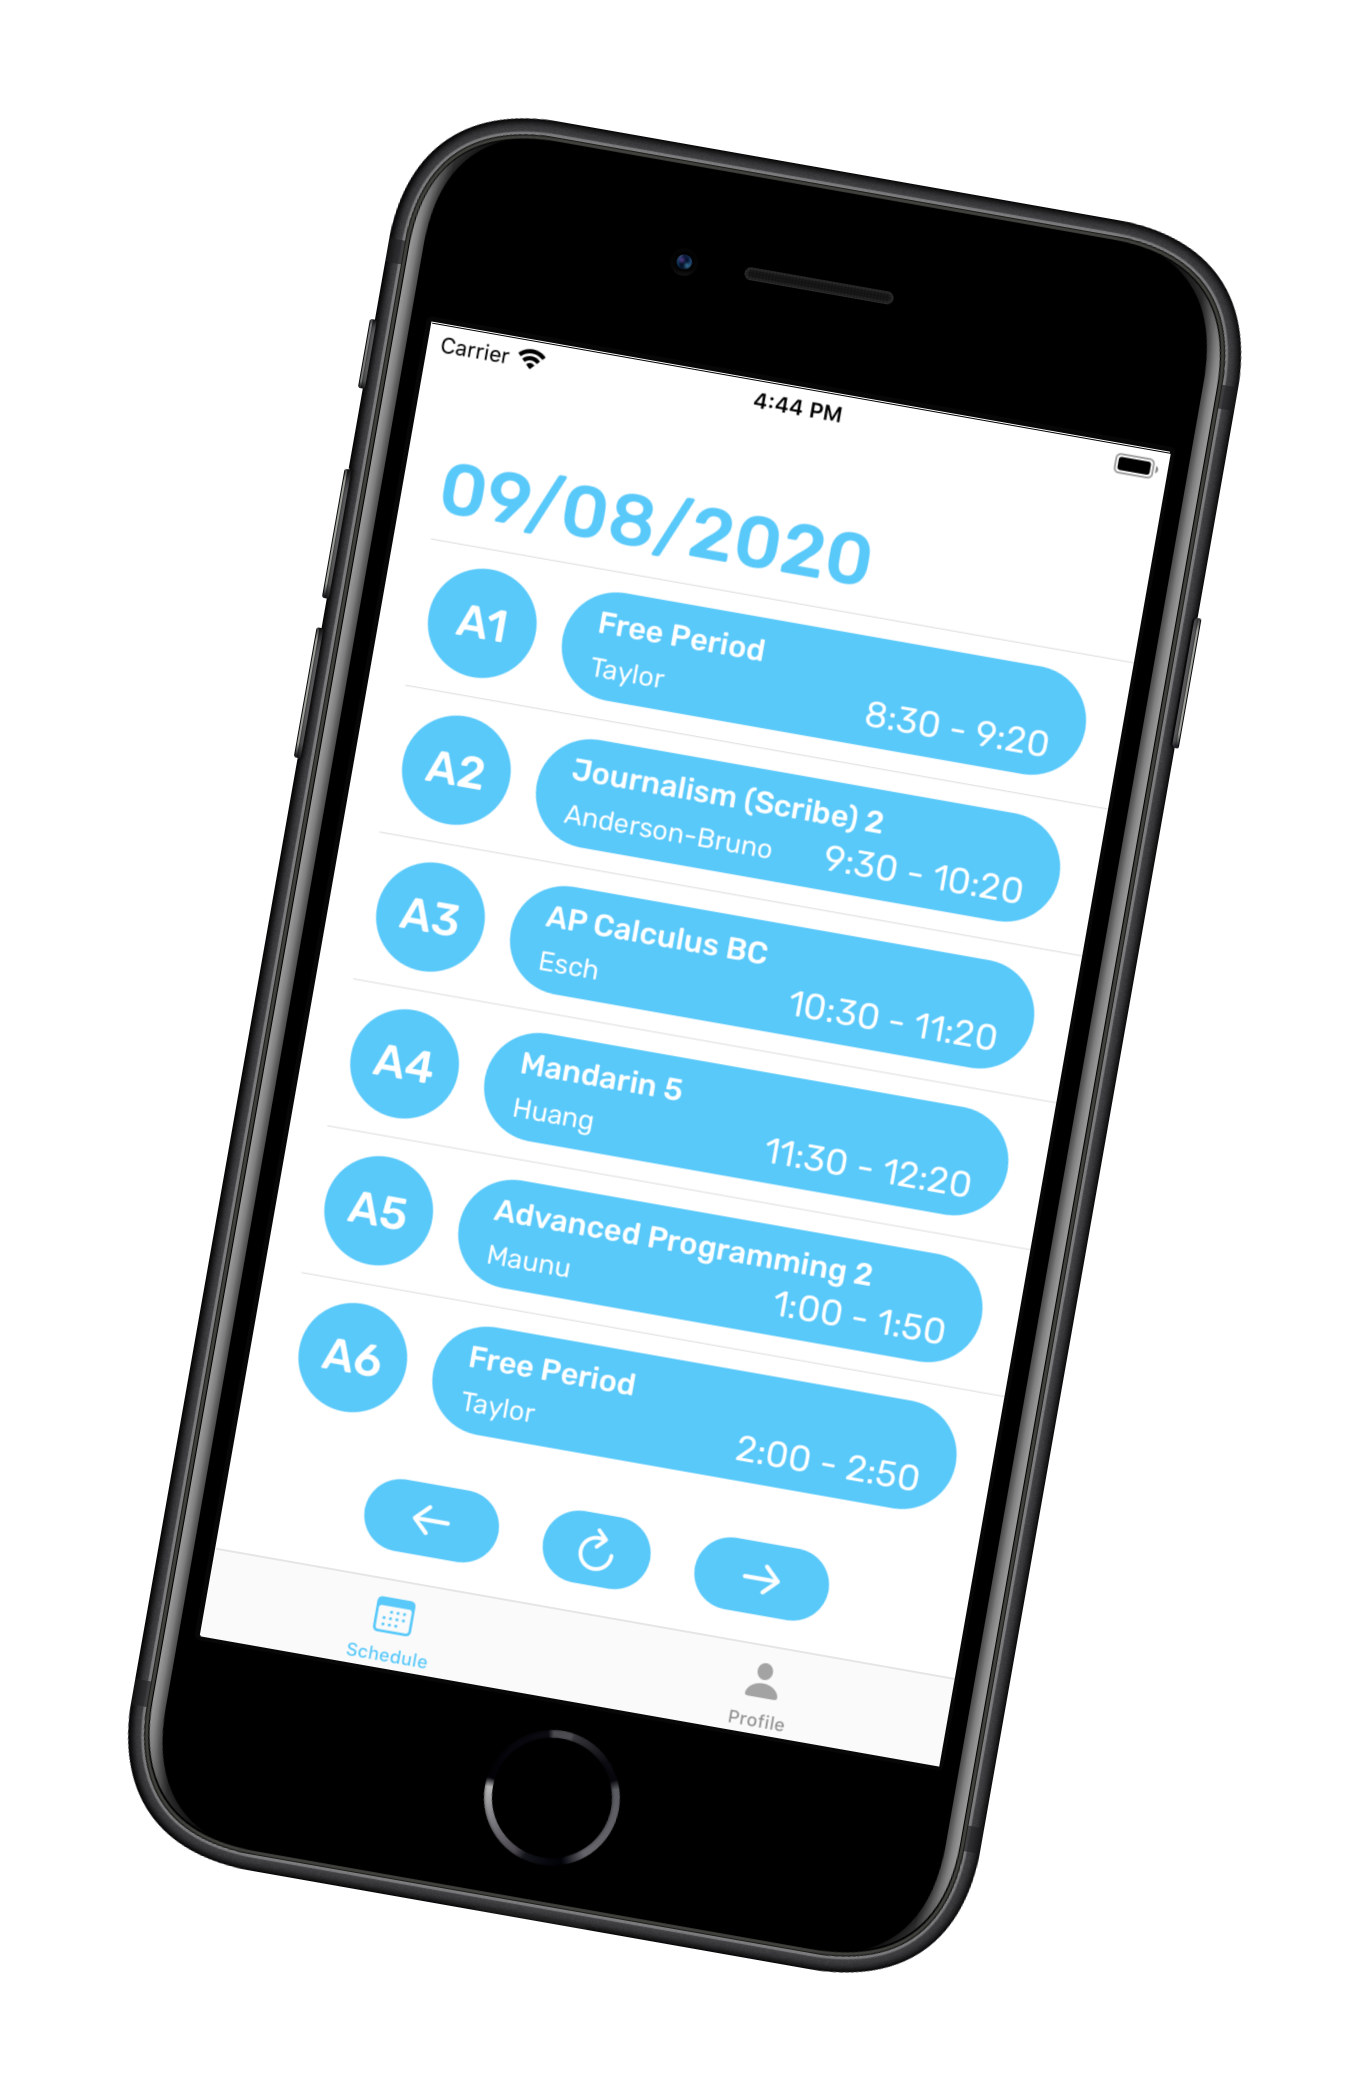 Carrier
4:44 PM
09/08/2020
A1
Free Period
Taylor
8:30 - 9:20
A2
Journalism (Scribe) 2
Anderson-Bruno
9:30 - 10:20
A3
AP Calculus BC
Esch
10:30 - 11:20
A4
Mandarin 5
Huang
11:30 - 12:20
A5
Advanced Programming 2
Maunu
1:00 - 1:50
A6
Free Period
Taylor
2:00 - 2:50
Schedule
Profile